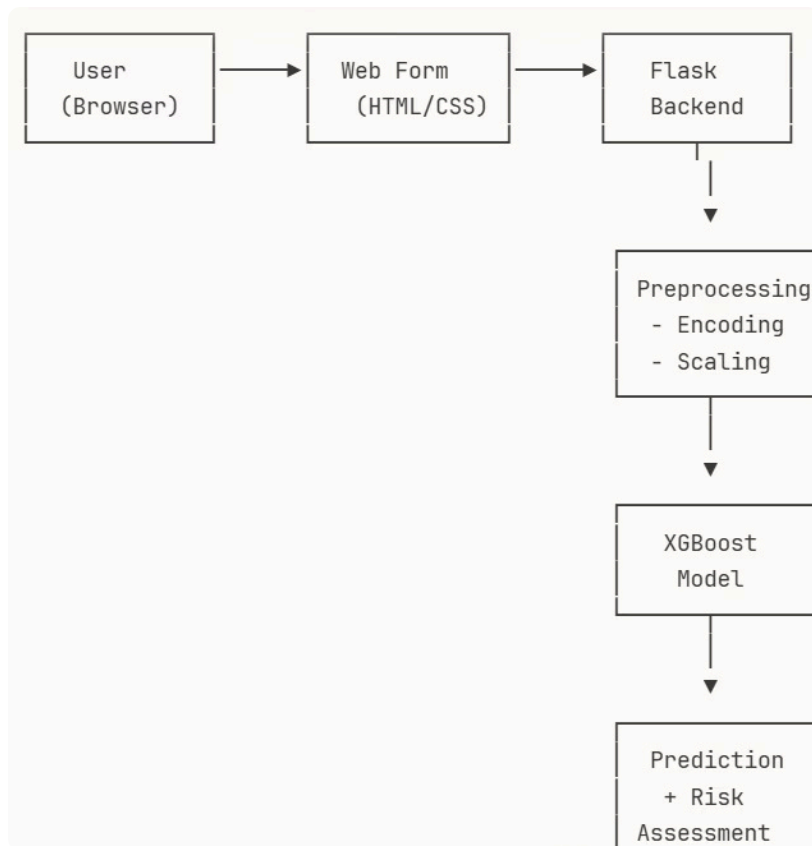 User
(Browser)
Web Form
(HTML/CSS)
Flask
Backend
Preprocessing
- Encoding
- Scaling
XGBoost
Model
Prediction
+ Risk
Assessment